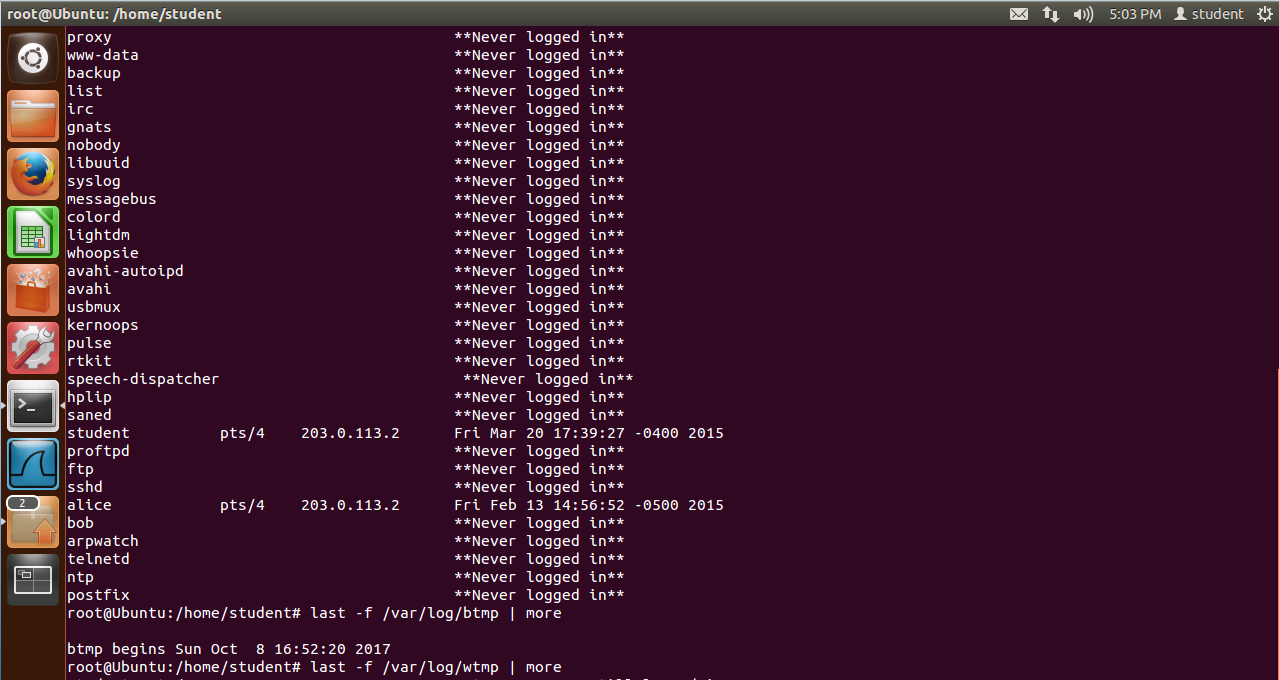 root@Ubuntu: /home/student 5:03 PM student
proxy **Never logged in**
www-data **Never logged in**
backup **Never logged in**
list **Never logged in**
irc **Never logged in**
gnats **Never logged in**
nobody **Never logged in**
libuuid **Never logged in**
syslog **Never logged in**
messagebus **Never logged in**
colord **Never logged in**
lightdm **Never logged in**
whoopsie **Never logged in**
avahi-autoipd **Never logged in**
avahi **Never logged in**
usbmux **Never logged in**
kernoops **Never logged in**
pulse **Never logged in**
rtkit **Never logged in**
speech-dispatcher **Never logged in**
hplip **Never logged in**
saned **Never logged in**
student pts/4 203.0.113.2 Fri Mar 20 17:39:27 -0400 2015
proftpd **Never logged in**
ftp **Never logged in**
sshd **Never logged in**
2
alice pts/4 203.0.113.2 Fri Feb 13 14:56:52 -0500 2015
bob **Never logged in**
arpwatch **Never logged in**
telnetd **Never logged in**
ntp **Never logged in**
postfix **Never logged in**
root@Ubuntu:/home/student# last -f /var/log/btmp | more
btmp begins Sun Oct  8 16:52:20 2017
root@Ubuntu:/home/student# last -f /var/log/wtmp | more